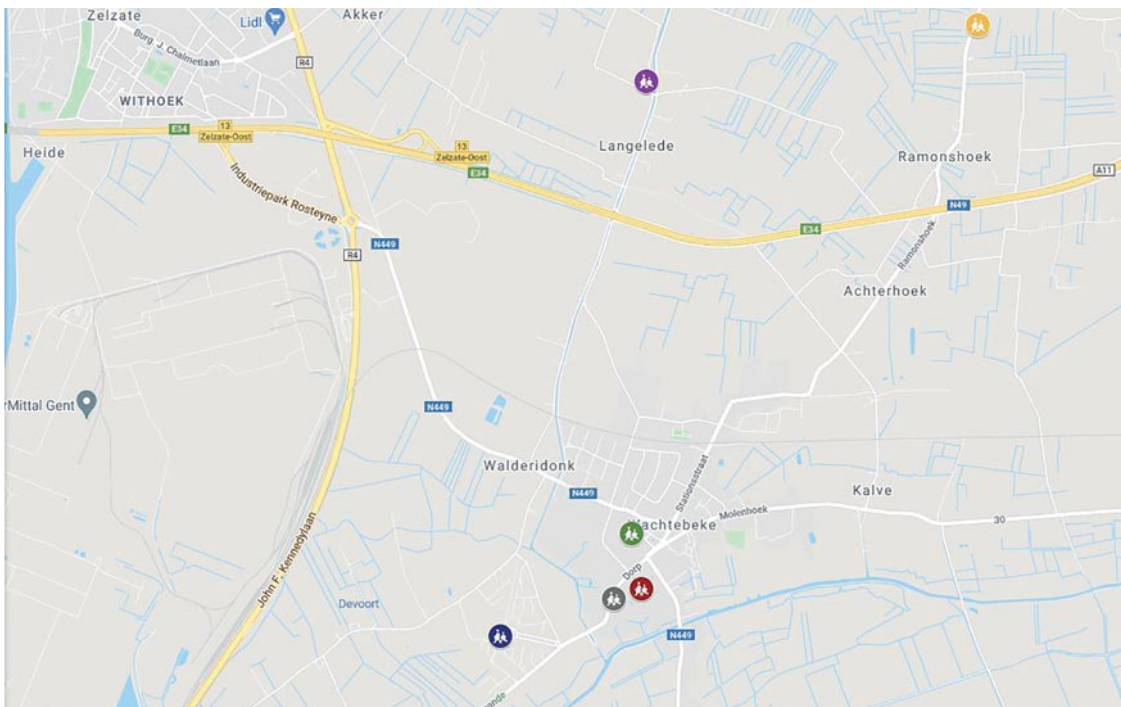 Zelzate
Akker
Lidl
Burg. J. Chalmetlaan
R4
WITHOEK
E34
13
Zelzate-Oost
13
Zelzate-Oost
E34
Heide
Langelede
Ramonshoek
A11
N49
E34
Industriepark Rosteyne
N449
R4
Ramonshoek
Achterhoek
rMittal Gent
N449
Walderidonk
N449
Stationsstraat
Kalve
Molenhoek
30
achtebeke
Dorp
John F. Kennedylaan
Devoort
N449
ande